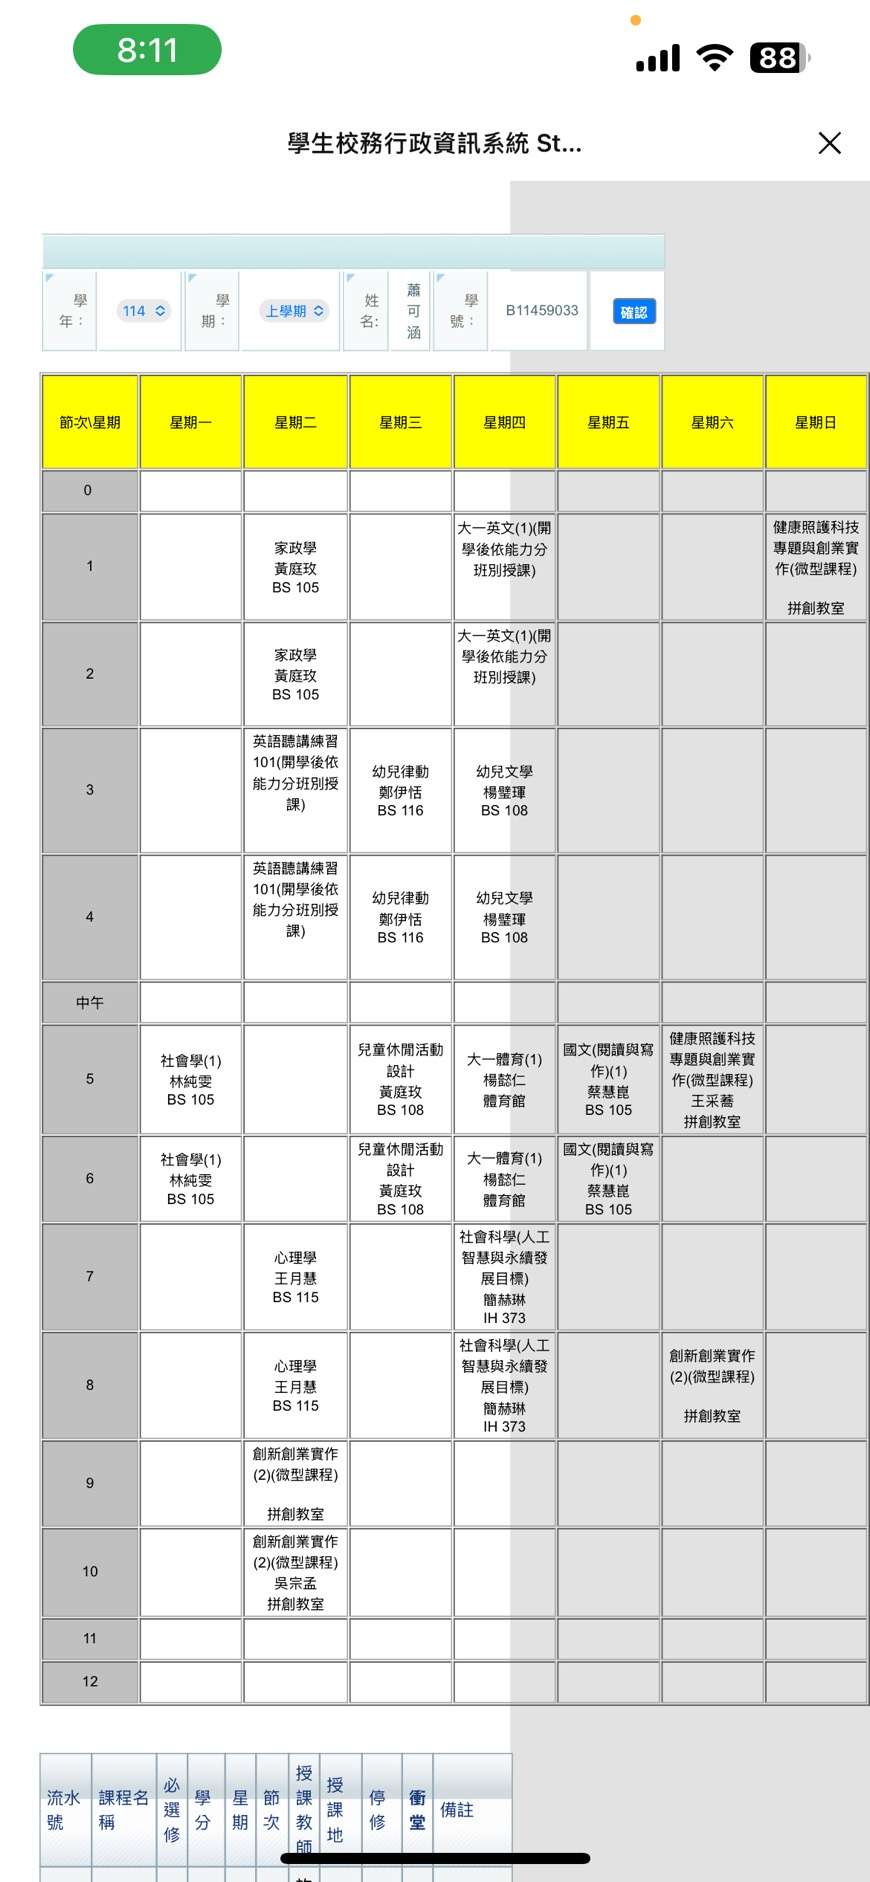 8:11
88
學生校務行政資訊系統 St...
學
年：
114
學
期：
上學期
姓
名:
蕭
可
涵
學
號：
B11459033
確認
節次\星期
星期一
星期二
星期三
星期四
星期五
星期六
星期日
0
1
家政學
黃庭玫
BS 105
大一英文(1)(開
學後依能力分
班別授課)
健康照護科技
專題與創業實
作(微型課程)
拼創教室
2
家政學
黃庭玫
BS 105
大一英文(1)(開
學後依能力分
班別授課)
3
英語聽講練習
101(開學後依
能力分班別授
課)
幼兒律動
鄭伊恬
BS 116
幼兒文學
楊璧琿
BS 108
4
英語聽講練習
101(開學後依
能力分班別授
課)
幼兒律動
鄭伊恬
BS 116
幼兒文學
楊璧琿
BS 108
中午
5
社會學(1)
林純雯
BS 105
兒童休閒活動
設計
黃庭玫
BS 108
大一體育(1)
楊懿仁
體育館
國文(閱讀與寫
作)(1)
蔡慧崑
BS 105
健康照護科技
專題與創業實
作(微型課程)
王采蕎
拼創教室
6
社會學(1)
林純雯
BS 105
兒童休閒活動
設計
黃庭玫
BS 108
大一體育(1)
楊懿仁
體育館
國文(閱讀與寫
作)(1)
蔡慧崑
BS 105
7
心理學
王月慧
BS 115
社會科學(人工
智慧與永續發
展目標)
簡赫琳
IH 373
8
心理學
王月慧
BS 115
社會科學(人工
智慧與永續發
展目標)
簡赫琳
IH 373
創新創業實作
(2)(微型課程)
拼創教室
9
創新創業實作
(2)(微型課程)
拼創教室
10
創新創業實作
(2)(微型課程)
吳宗孟
拼創教室
11
12
流水
號
課程名
稱
必
選
修
學
分
星
期
節
次
授
課
教
師
授
課
地
停
修
衝
堂
備註